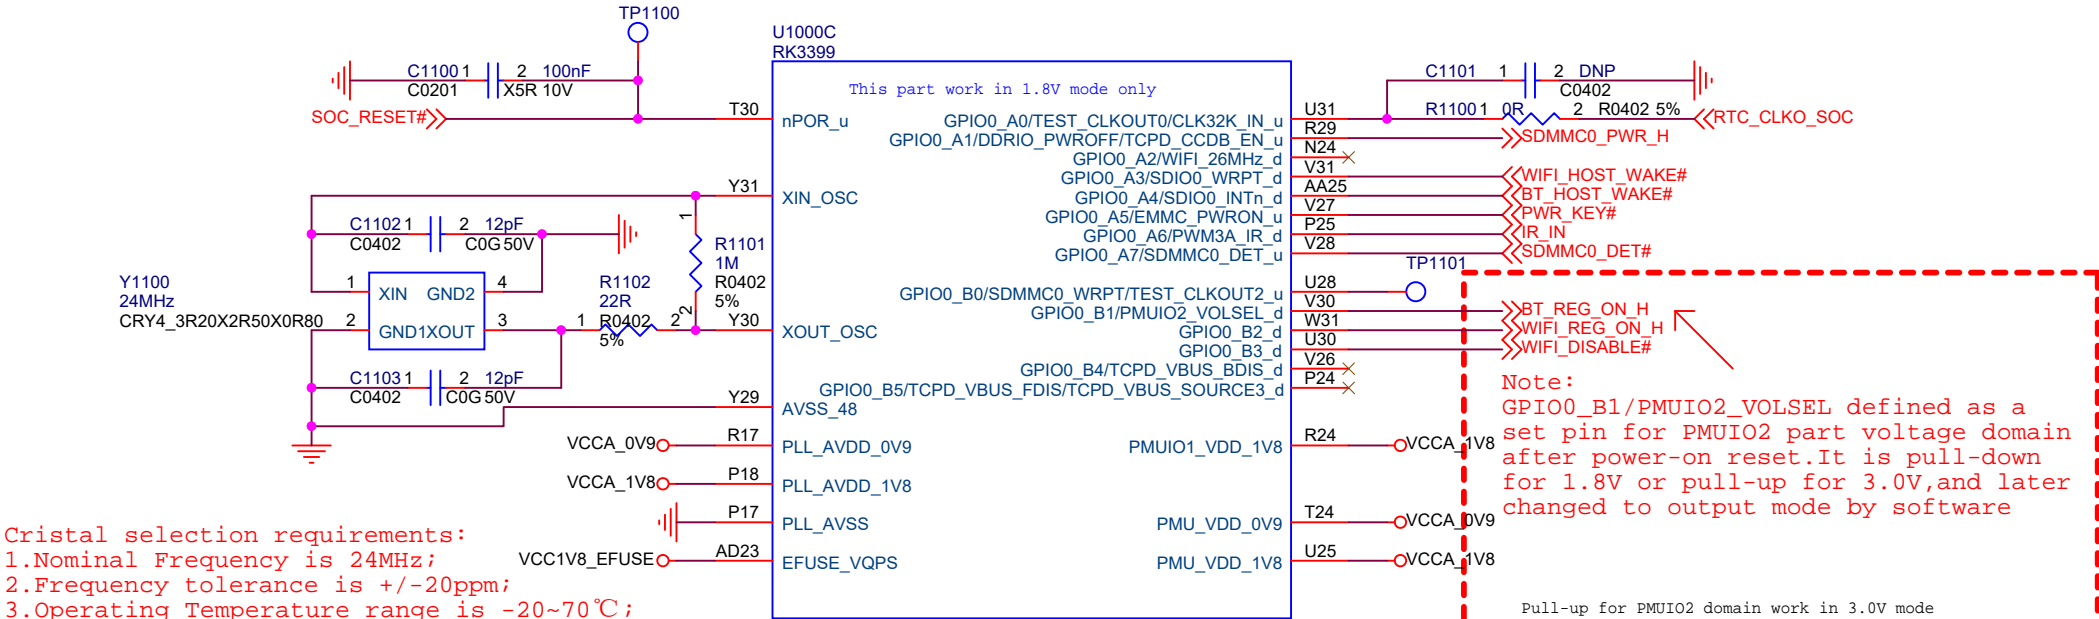 TP1100
U1000C
RK3399
C1100 1 2 100nF
C0201 X5R 10V
SOC_RESET#
This part work in 1.8V mode only
T30 nPOR_u
Y31 XIN_OSC
C1102 1 2 12pF
C0402 C0G 50V
1
R1101
1M
R0402
5%
2
Y1100
24MHz
CRY4_3R20X2R50X0R80
1 XIN GND2 4
2 GND1 XOUT 3
R1102
22R
1 R0402 2
5%
Y30 XOUT_OSC
C1103 1 2 12pF
C0402 C0G 50V
Y29 AVSS_48
VCCA_0V9 R17 PLL_AVDD_0V9
VCCA_1V8 P18 PLL_AVDD_1V8
P17 PLL_AVSS
VCC1V8_EFUSE AD23 EFUSE_VQPS
C1101 1 2 DNP
C0402
GPIO0_A0/TEST_CLKOUT0/CLK32K_IN_u U31 R1100 1 0R 2 R0402 5% RTC_CLKO_SOC
GPIO0_A1/DDRIO_PWROFF/TCPD_CCDB_EN_u R29 SDMMC0_PWR_H
GPIO0_A2/WIFI_26MHz_d N24
GPIO0_A3/SDIO0_WRPT_d V31 WIFI_HOST_WAKE#
GPIO0_A4/SDIO0_INTn_d AA25 BT_HOST_WAKE#
GPIO0_A5/EMMC_PWRON_u V27 PWR_KEY#
GPIO0_A6/PWM3A_IR_d P25 IR_IN
GPIO0_A7/SDMMC0_DET_u V28 SDMMC0_DET#
TP1101
GPIO0_B0/SDMMC0_WRPT/TEST_CLKOUT2_u U28
GPIO0_B1/PMUIO2_VOLSEL_d V30 BT_REG_ON_H
GPIO0_B2_d W31 WIFI_REG_ON_H
GPIO0_B3_d U30 WIFI_DISABLE#
GPIO0_B4/TCPD_VBUS_BDIS_d V26
GPIO0_B5/TCPD_VBUS_FDIS/TCPD_VBUS_SOURCE3_d P24
PMUIO1_VDD_1V8 R24 VCCA_1V8
PMU_VDD_0V9 T24 VCCA_0V9
PMU_VDD_1V8 U25 VCCA_1V8
Note:
GPIO0_B1/PMUIO2_VOLSEL defined as a
set pin for PMUIO2 part voltage domain
after power-on reset.It is pull-down
for 1.8V or pull-up for 3.0V,and later
changed to output mode by software
Pull-up for PMUIO2 domain work in 3.0V mode
Cristal selection requirements:
1.Nominal Frequency is 24MHz;
2.Frequency tolerance is +/-20ppm;
3.Operating Temperature range is -20~70℃;